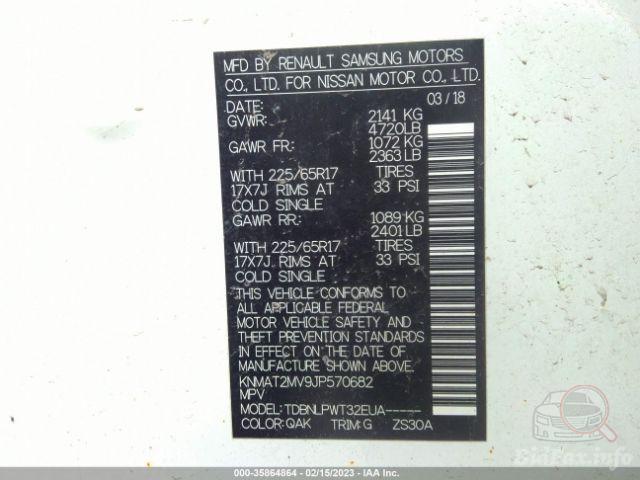 MFD BY RENAULT SAMSUNG MOTORS
CO., LTD. FOR NISSAN MOTOR CO., LTD.
DATE: 03/18
GVWR: 2141 KG
4720LB
GAWR FR: 1072 KG
2363 LB
WITH 225/65R17 TIRES
17X7J RIMS AT 33 PSI
COLD SINGLE
GAWR RR: 1089 KG
2401 LB
WITH 225/65R17 TIRES
17X7J RIMS AT 33 PSI
COLD SINGLE
THIS VEHICLE CONFORMS TO
ALL APPLICABLE FEDERAL
MOTOR VEHICLE SAFETY AND
THEFT PREVENTION STANDARDS
IN EFFECT ON THE DATE OF
MANUFACTURE SHOWN ABOVE.
KNMAT2MV9JP570682
MPV
MODEL: TDBNLPWT32EUA-----
COLOR: QAK TRIM: G ZS30A
000-35864864 - 02/15/2023 - IAA Inc.
BidFax.info